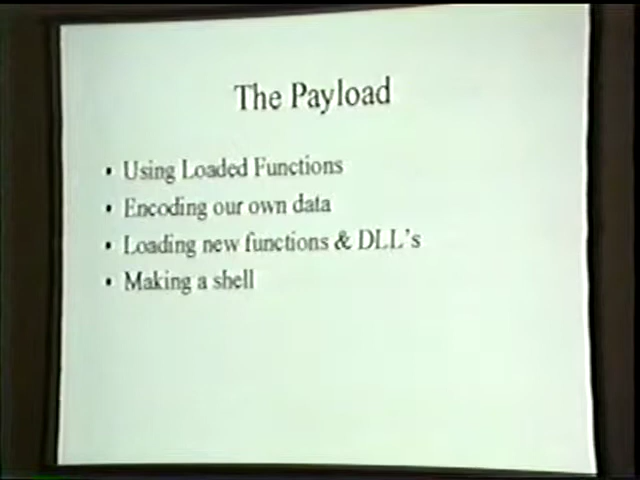 The Payload
• Using Loaded Functions
• Encoding our own data
• Loading new functions & DLL's
• Making a shell